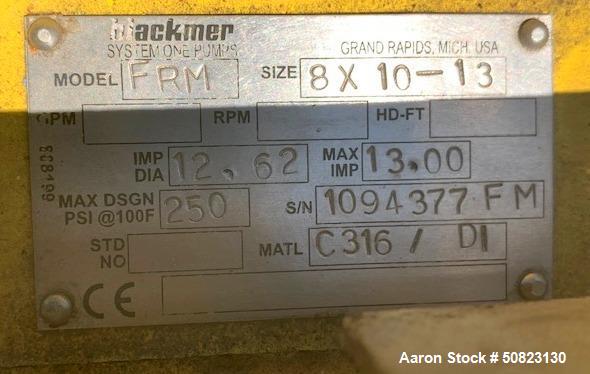 Blackmer
SYSTEM ONE PUMPS
GRAND RAPIDS, MICH. USA
MODEL FRM SIZE 8 X 10-13
GPM RPM HD-FT
IMP DIA 12.62 MAX IMP 13.00
MAX DSGN PSI @100F 250 S/N 1094377 FM
STD NO MATL C316 / DI
CE
Aaron Stock # 50823130